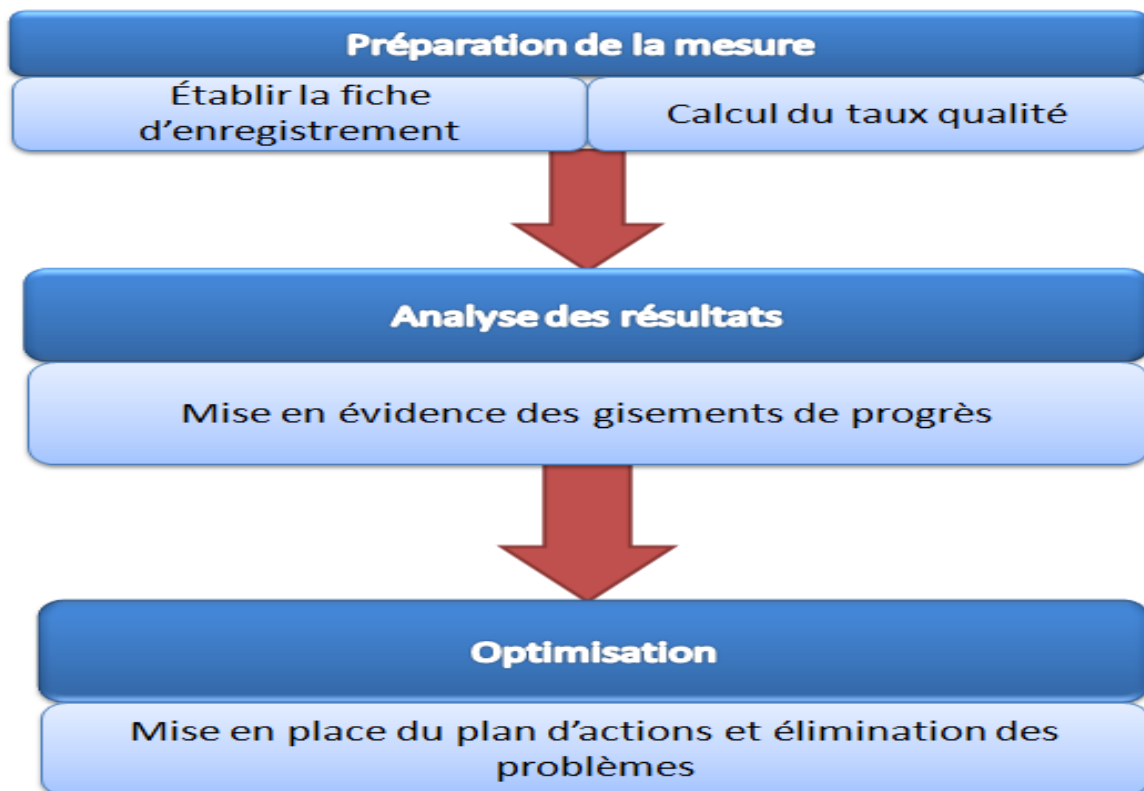 Préparation de la mesure
Établir la fiche
d’enregistrement
Calcul du taux qualité
Analyse des résultats
Mise en évidence des gisements de progrès
Optimisation
Mise en place du plan d’actions et élimination des
problèmes